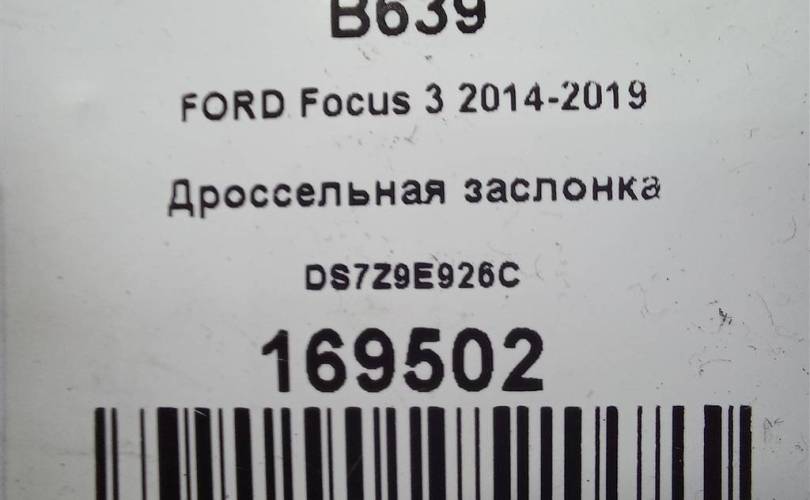 B639
FORD Focus 3 2014-2019
Дроссельная заслонка
DS7Z9E926C
169502